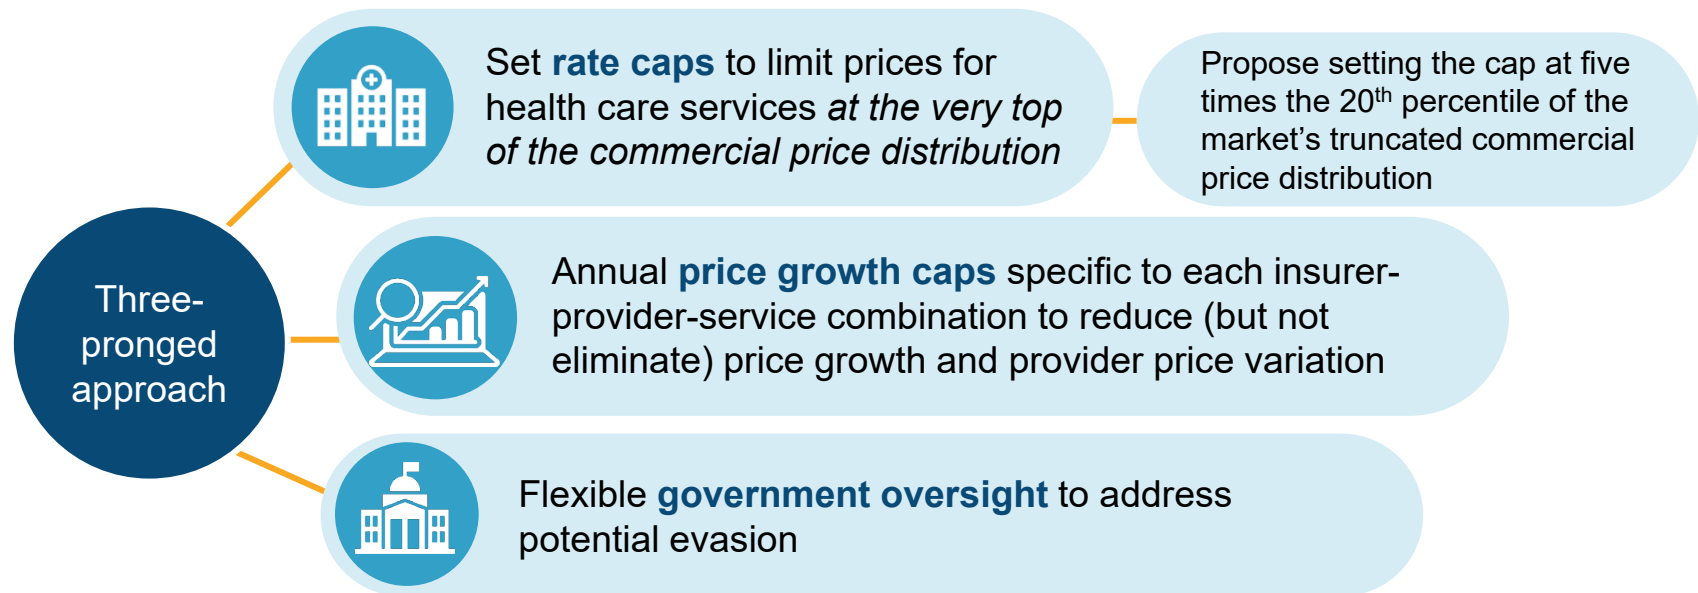 Three-
pronged
approach
Set rate caps to limit prices for
health care services at the very top
of the commercial price distribution
Propose setting the cap at five
times the 20th percentile of the
market’s truncated commercial
price distribution
Annual price growth caps specific to each insurer-
provider-service combination to reduce (but not
eliminate) price growth and provider price variation
Flexible government oversight to address
potential evasion